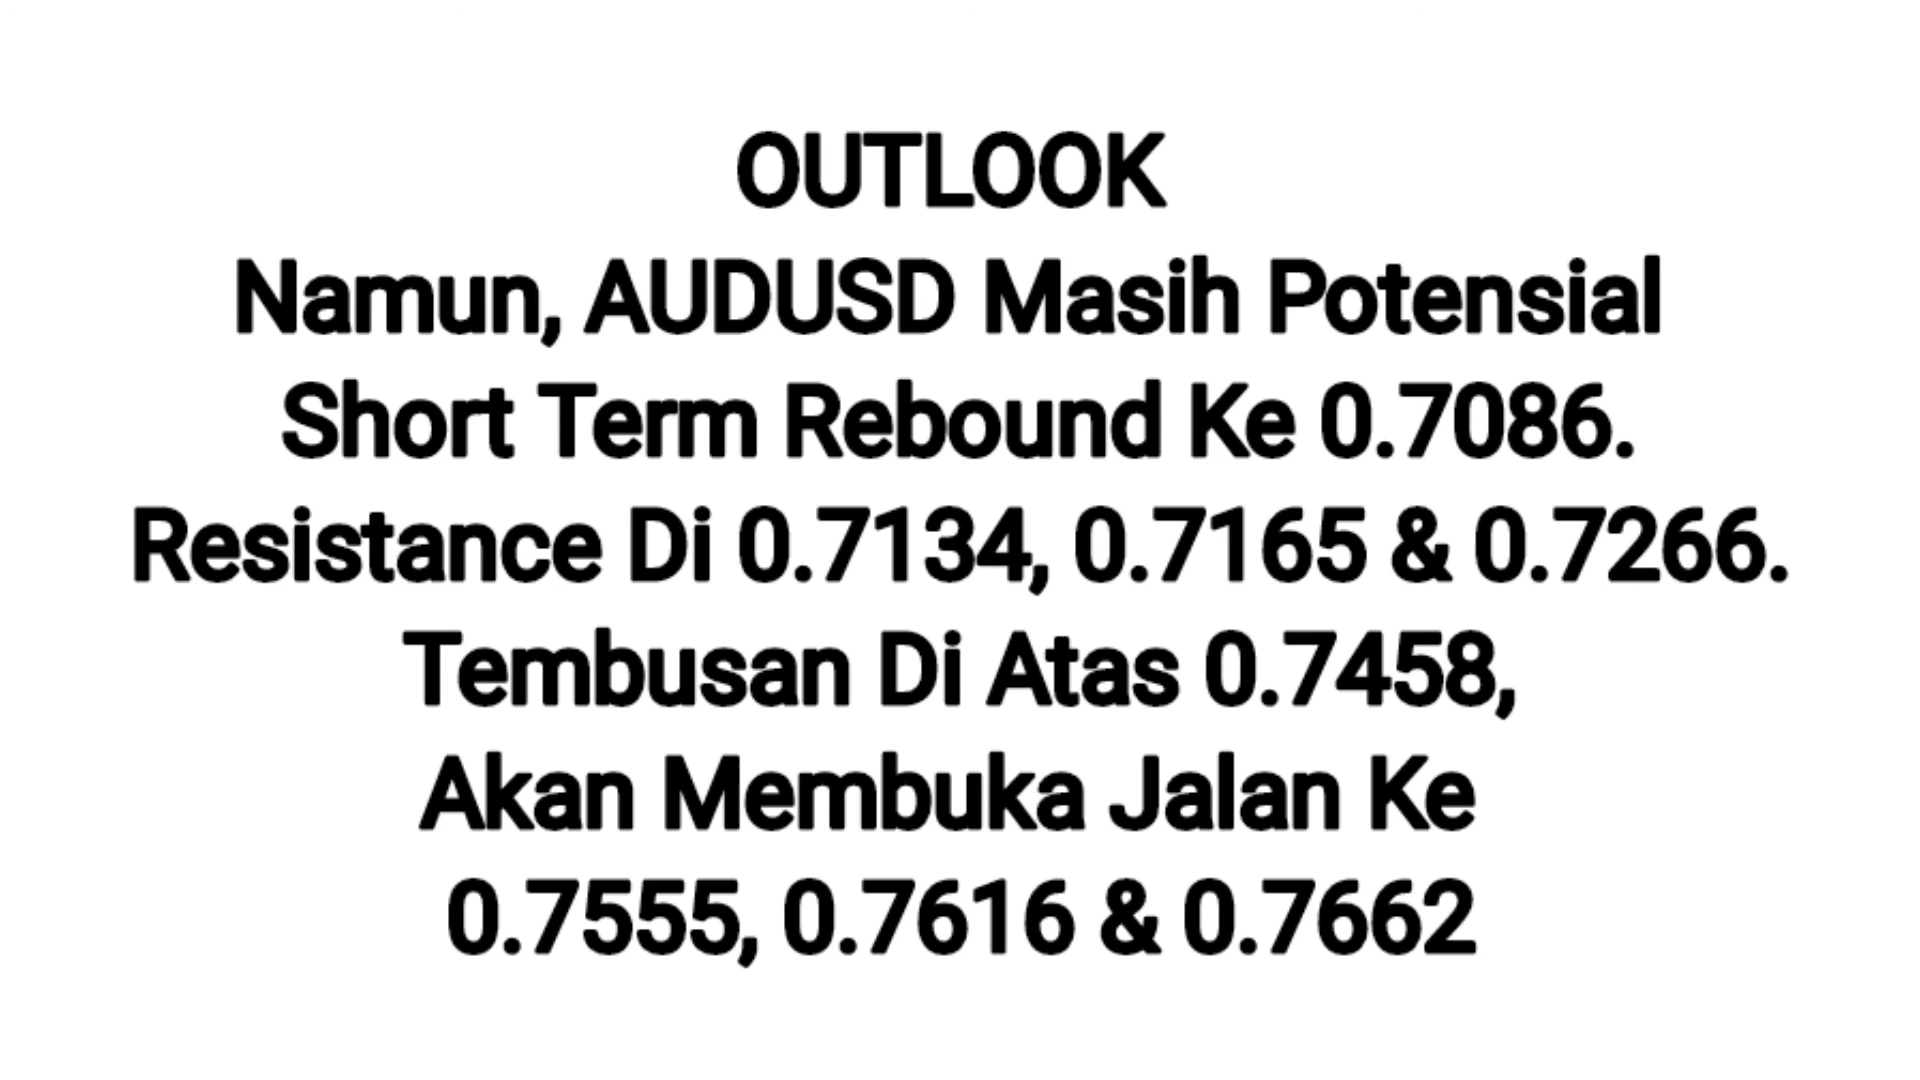 OUTLOOK
Namun, AUDUSD Masih Potensial
Short Term Rebound Ke 0.7086.
Resistance Di 0.7134, 0.7165 & 0.7266.
Tembusan Di Atas 0.7458,
Akan Membuka Jalan Ke
0.7555, 0.7616 & 0.7662